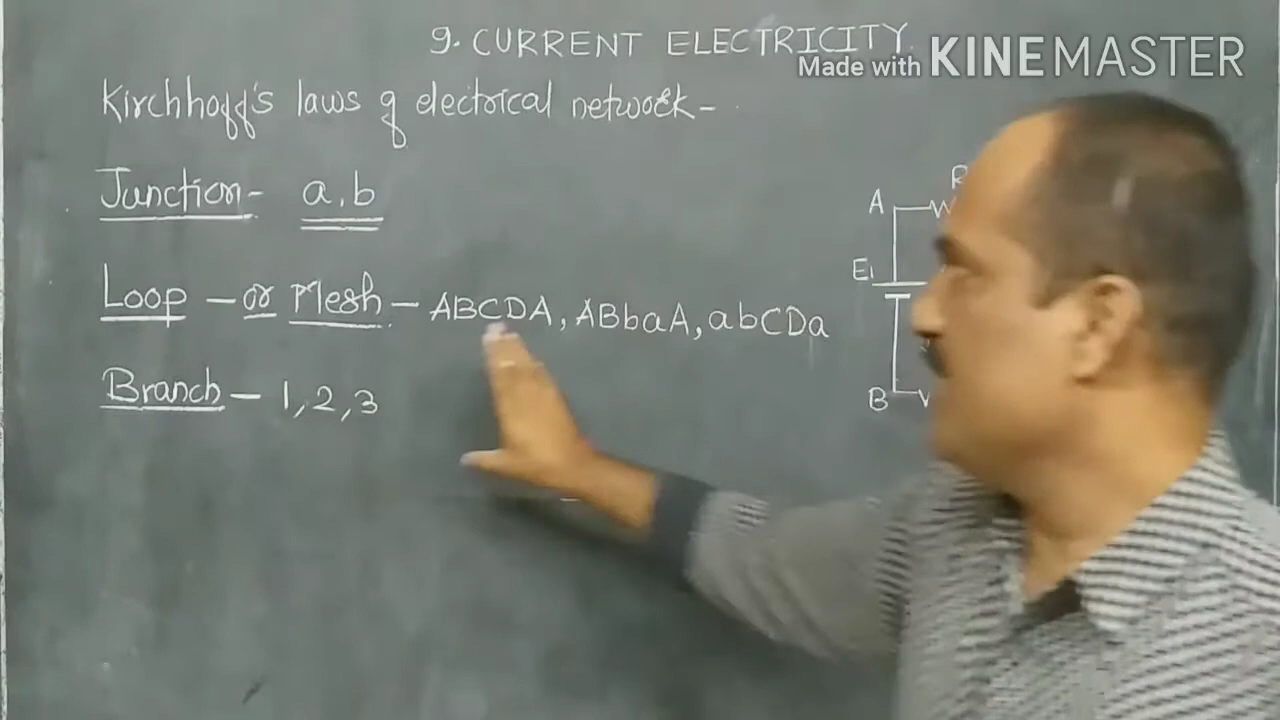 9. CURRENT ELECTRICITY
Made with KINEMASTER
Kirchhoff's laws of electrical network -
Junction - a, b
Loop - or Mesh - ABCDA, ABbaA, abCDa
Branch - 1, 2, 3
R
A
E1
B